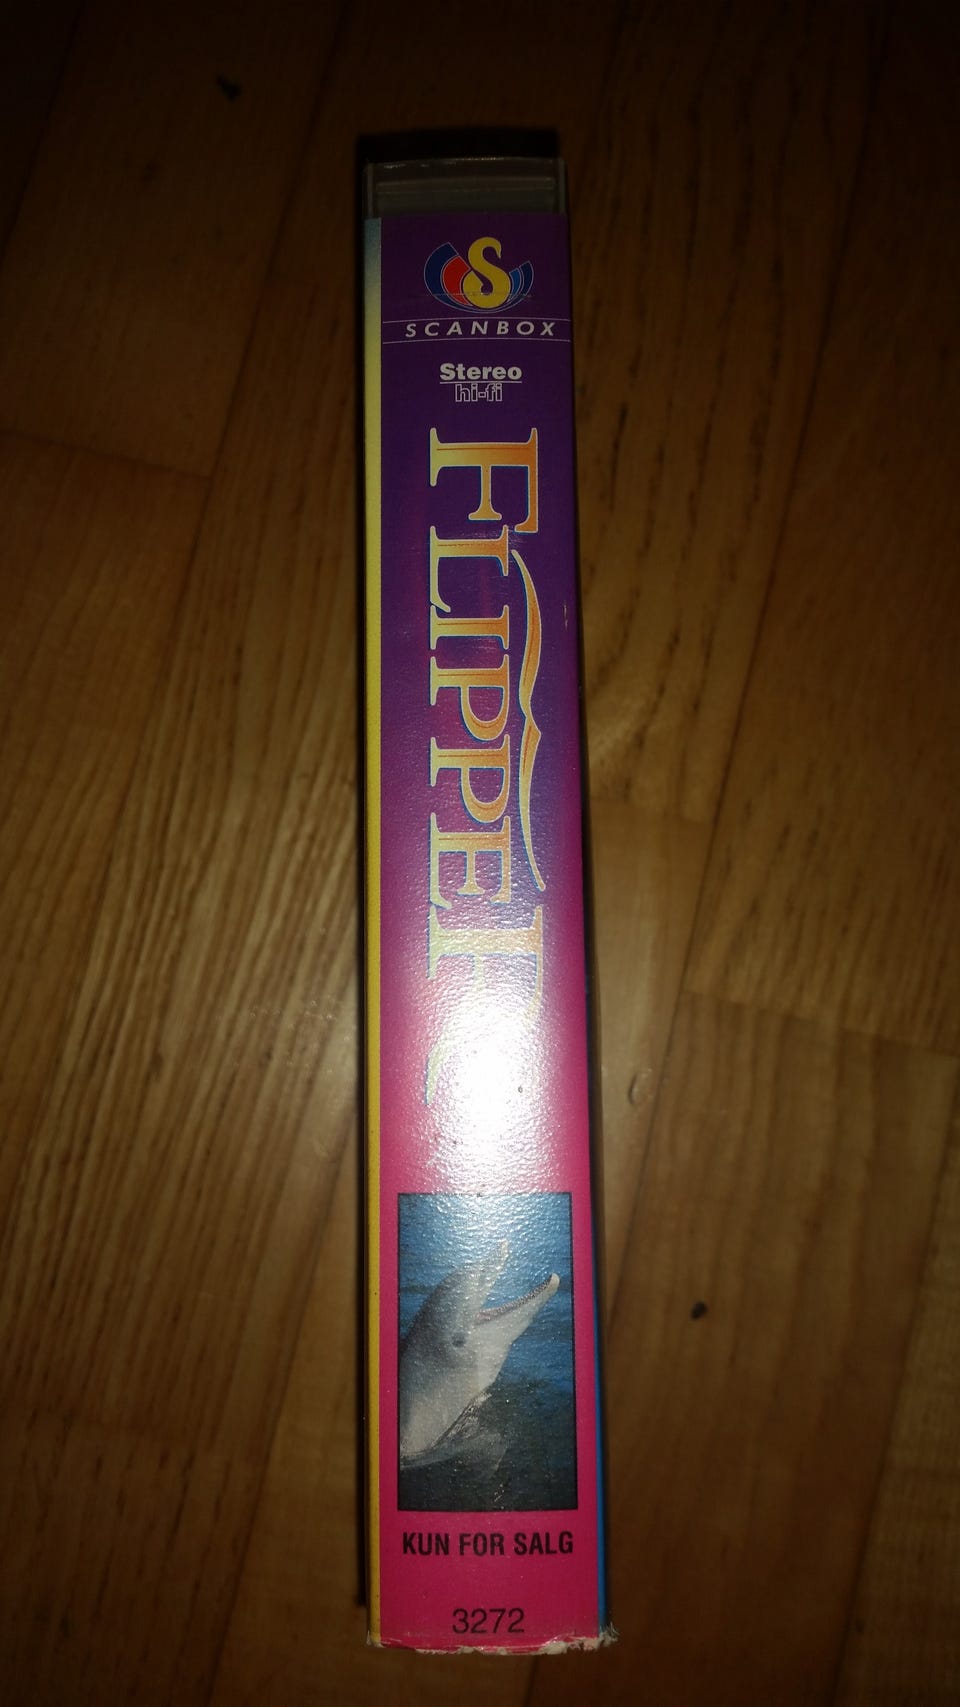 S
SCANBOX
Stereo
hi-fi
FLIPPER
KUN FOR SALG
3272